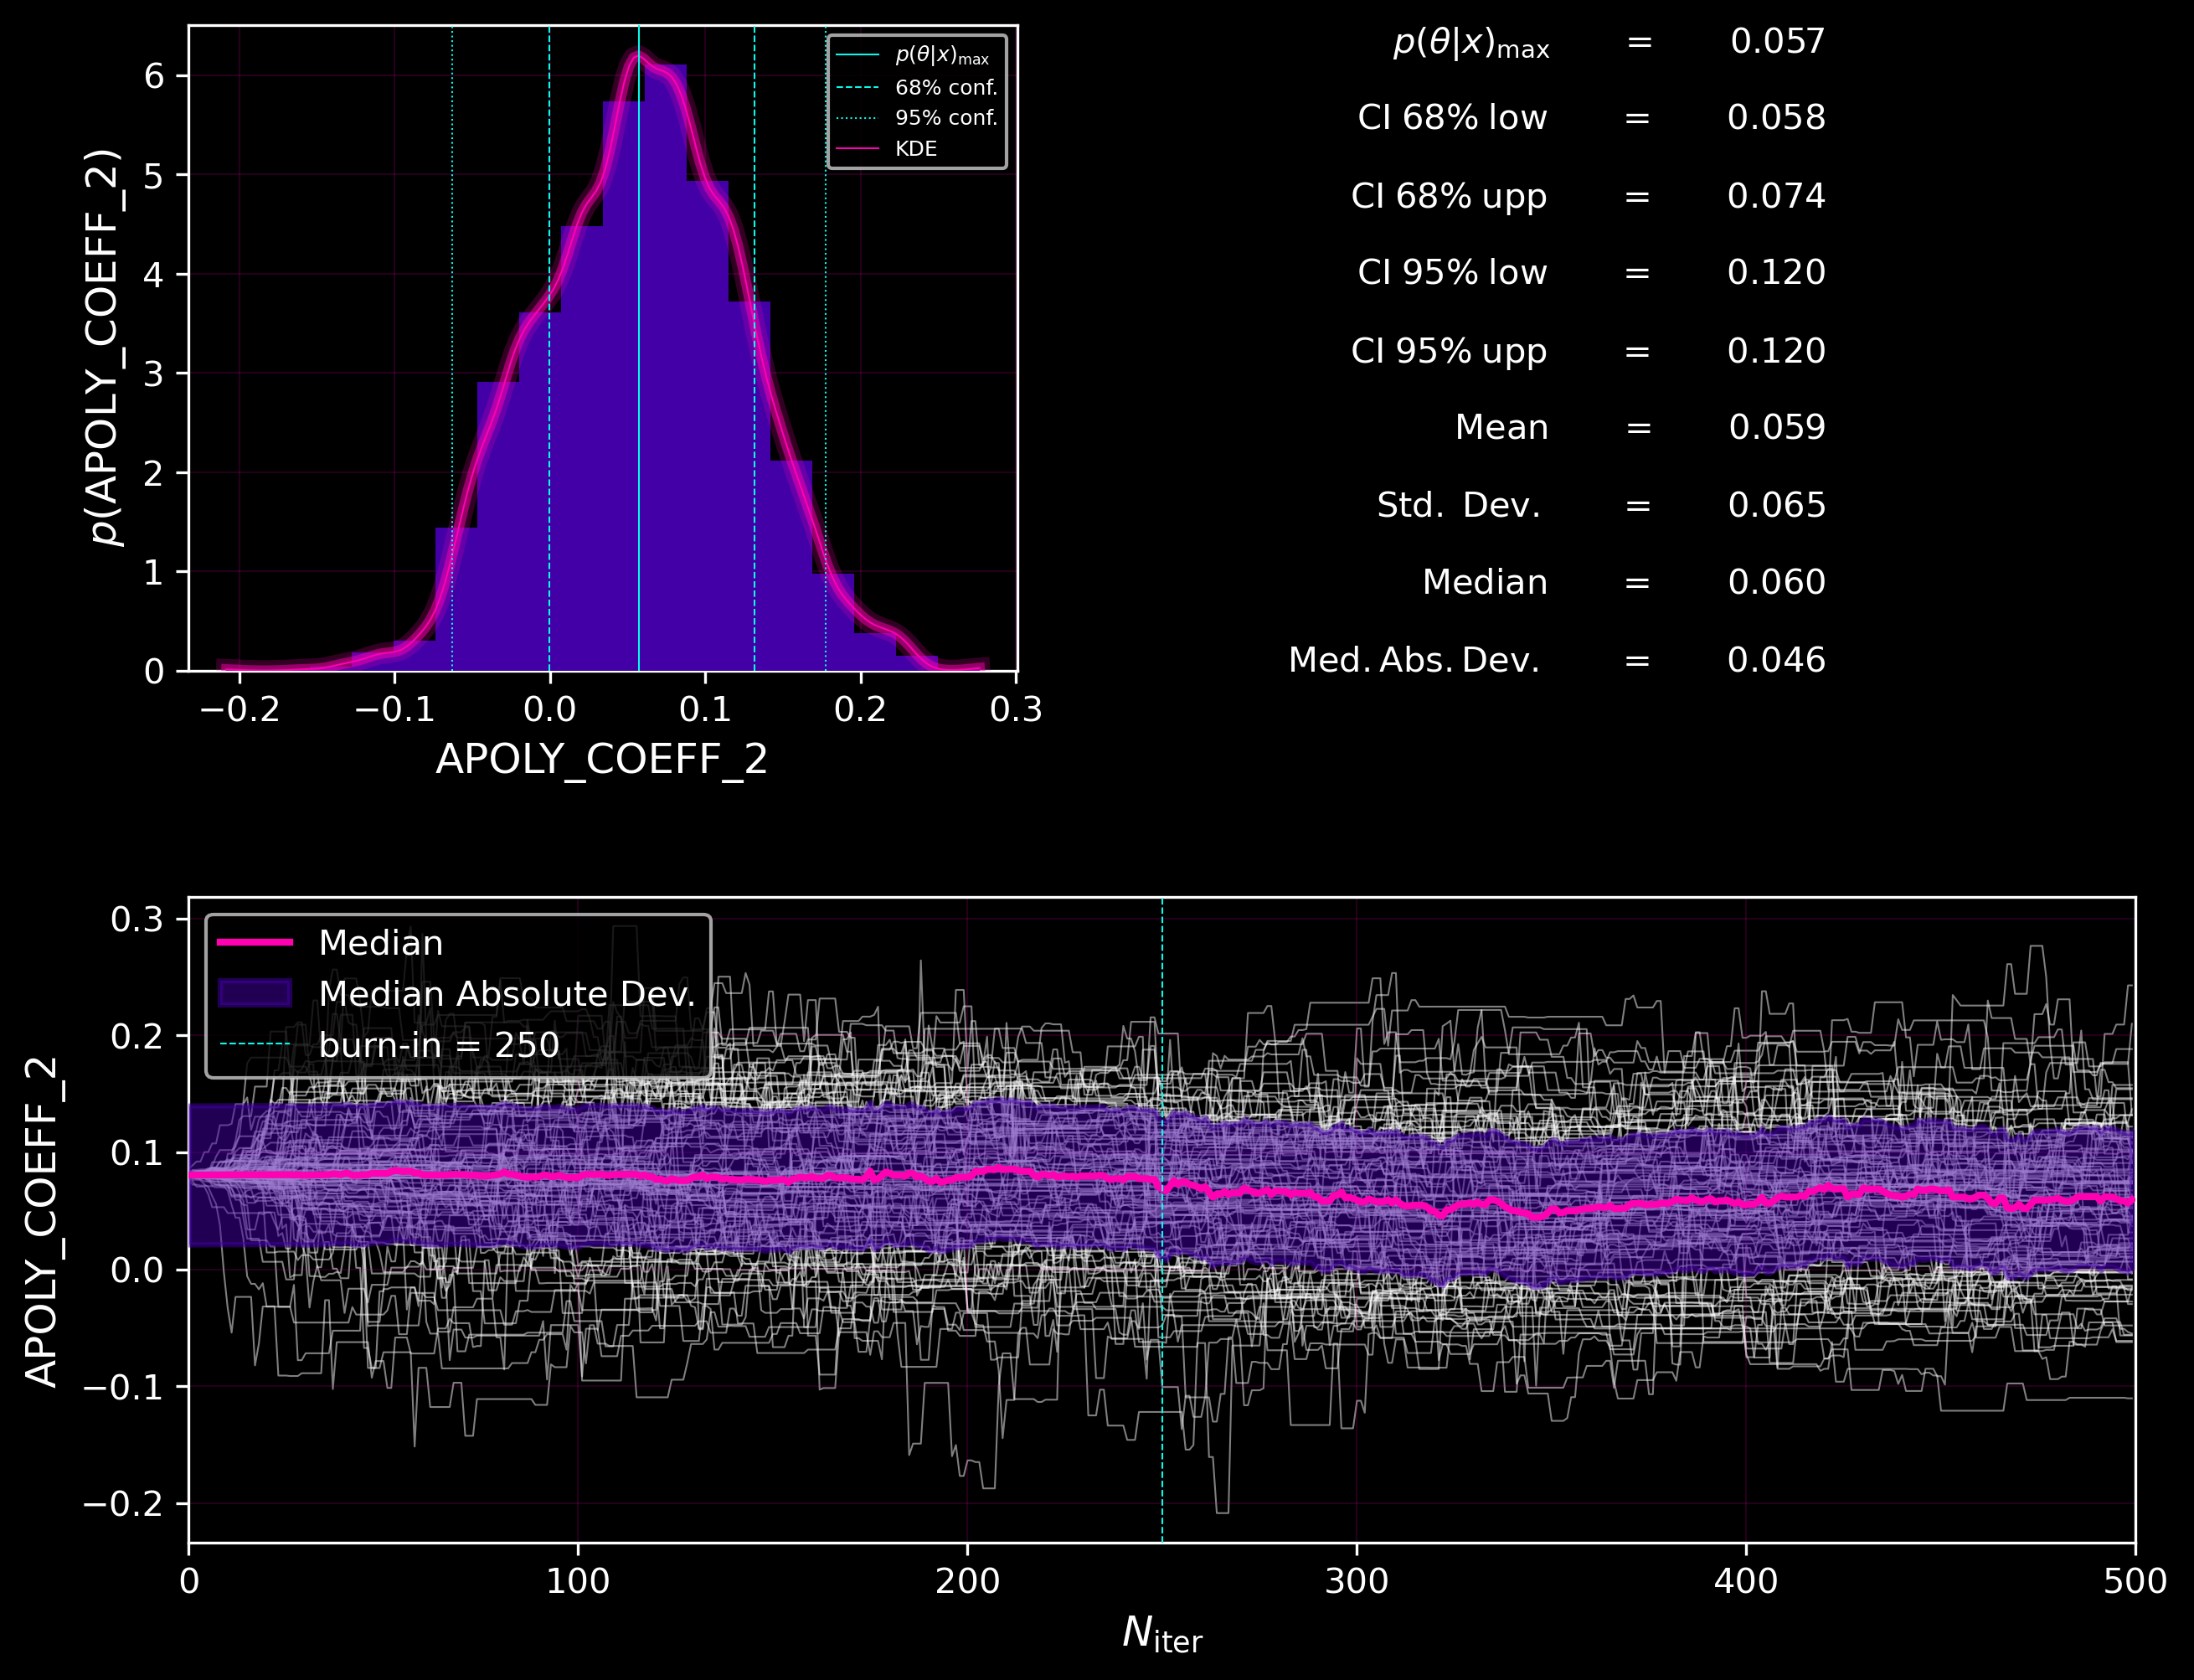 p(APOLY_COEFF_2)
6
5
4
3
2
1
0
−0.2 −0.1 0.0 0.1 0.2 0.3
APOLY_COEFF_2
p(θ|x)max
68% conf.
95% conf.
KDE
p(θ|x)max = 0.057
CI 68% low = 0.058
CI 68% upp = 0.074
CI 95% low = 0.120
CI 95% upp = 0.120
Mean = 0.059
Std. Dev. = 0.065
Median = 0.060
Med. Abs. Dev. = 0.046
APOLY_COEFF_2
0.3
0.2
0.1
0.0
−0.1
−0.2
Median
Median Absolute Dev.
burn-in = 250
0 100 200 300 400 500
Niter